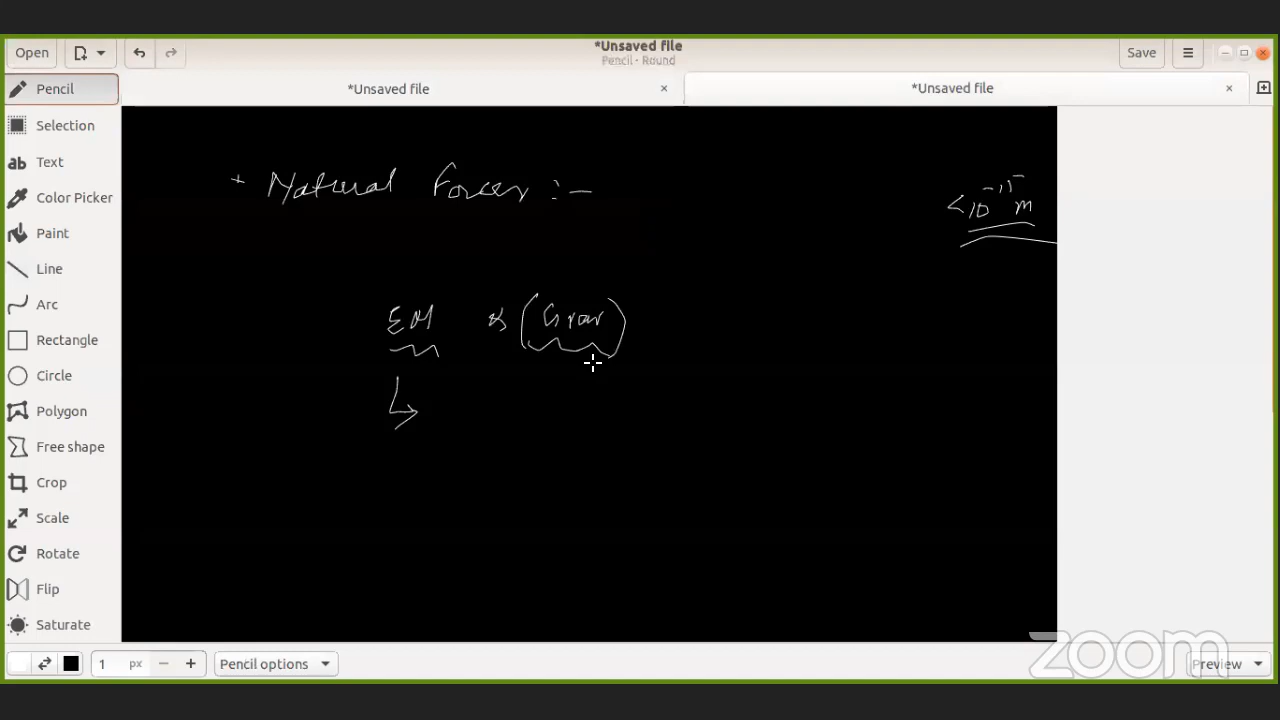 *Unsaved file
Open
Pencil • Round
Save
Pencil
*Unsaved file
*Unsaved file
Selection
ab Text
Color Picker
Paint
Line
Arc
Rectangle
Circle
Polygon
Free shape
Crop
Scale
Rotate
Flip
Saturate
* Natural Forces :-
<10⁻¹⁵ m
EM & (Grav)
1 px − +
Pencil options
Preview
zoom